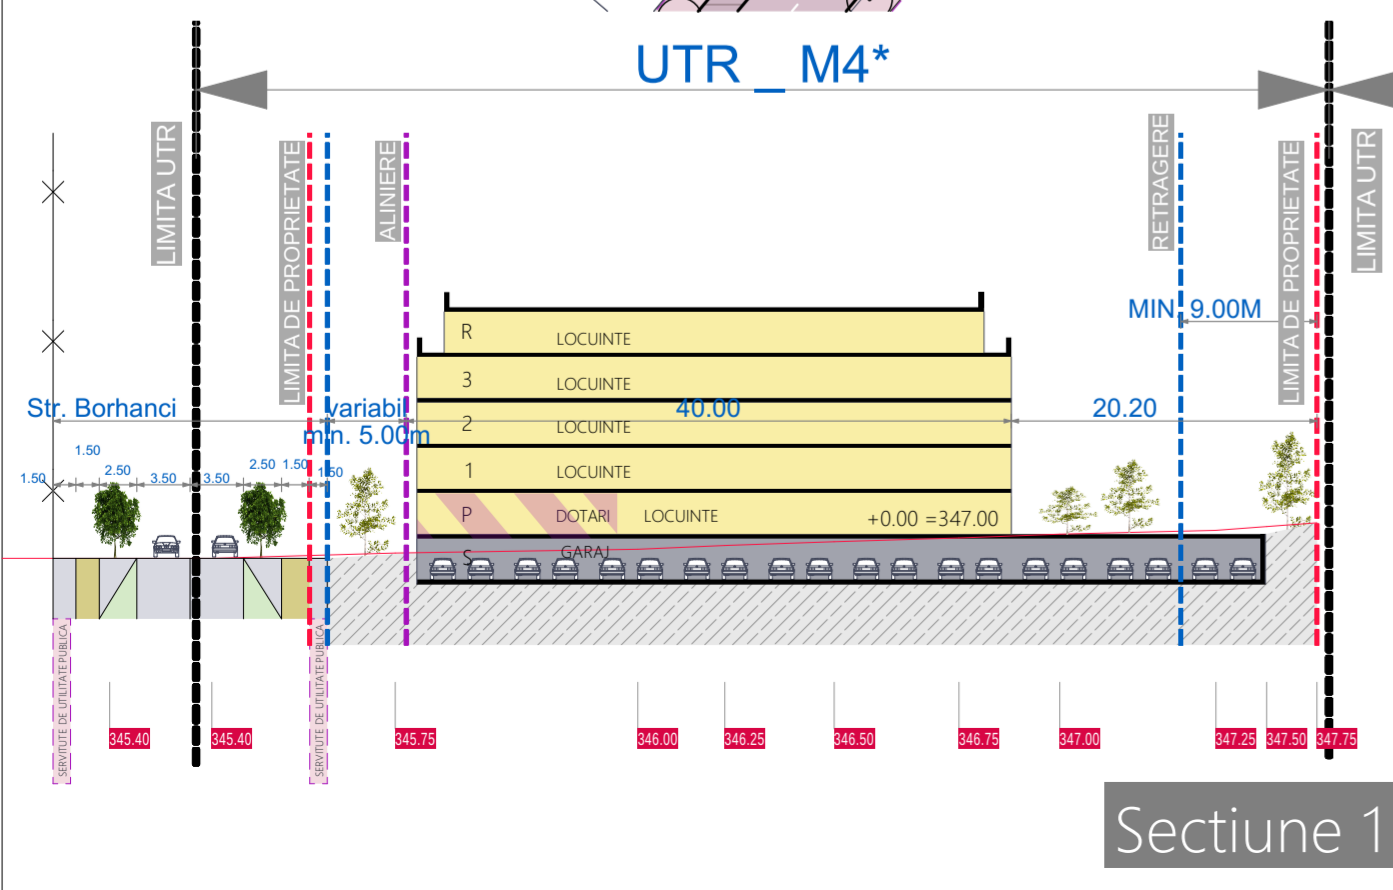 UTR _ M4*
LIMITA UTR
LIMITA DE PROPRIETATE
ALINIERE
RETRAGERE
LIMITA DE PROPRIETATE
LIMITA UTR
MIN. 9.00M
R LOCUINTE
3 LOCUINTE
Str. Borhanci
variabil
min. 5.00m
40.00
20.20
2 LOCUINTE
1 LOCUINTE
1.50
1.50
2.50
3.50
3.50
2.50
1.50
1.50
P DOTARI LOCUINTE +0.00 =347.00
S GARAJ
SERVITUTE DE UTILITATE PUBLICA
SERVITUTE DE UTILITATE PUBLICA
345.40
345.40
345.75
346.00
346.25
346.50
346.75
347.00
347.25
347.50
347.75
Sectiune 1